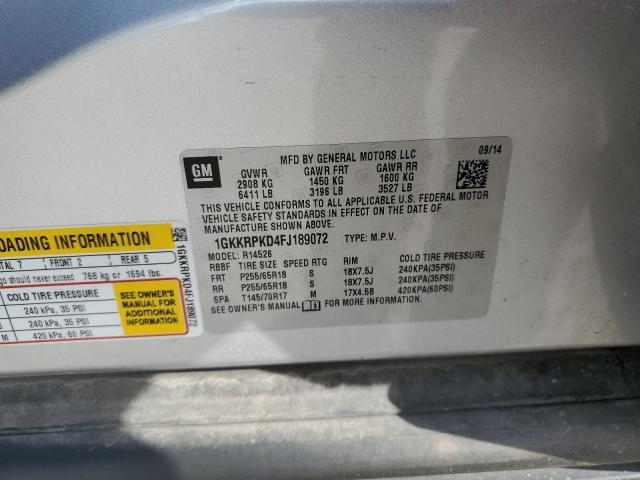 GM
MFD BY GENERAL MOTORS LLC
09/14
GVWR GAWR FRT GAWR RR
2908 KG 1450 KG 1600 KG
6411 LB 3196 LB 3527 LB
THIS VEHICLE CONFORMS TO ALL APPLICABLE U.S. FEDERAL MOTOR
VEHICLE SAFETY STANDARDS IN EFFECT ON THE DATE OF
MANUFACTURE SHOWN ABOVE.
1GKKRPKD4FJ189072 TYPE: M.P.V.
MODEL: R14526
RBBF TIRE SIZE SPEED RTG RIM COLD TIRE PRESSURE
FRT P255/65R18 S 18X7.5J 240KPA(35PSI)
RR P255/65R18 S 18X7.5J 240KPA(35PSI)
SPA T145/70R17 M 17X4.5B 420KPA(60PSI)
SEE OWNER'S MANUAL FOR MORE INFORMATION.
OADING INFORMATION
TAL 7 FRONT 2 REAR 5
go should never exceed 768 kg or 1694 lbs.
COLD TIRE PRESSURE
240 kPa, 35 PSI
240 kPa, 35 PSI
M 420 kPa, 60 PSI
SEE OWNER'S
MANUAL FOR
ADDITIONAL
INFORMATION
1GKKRPKD4FJ189072